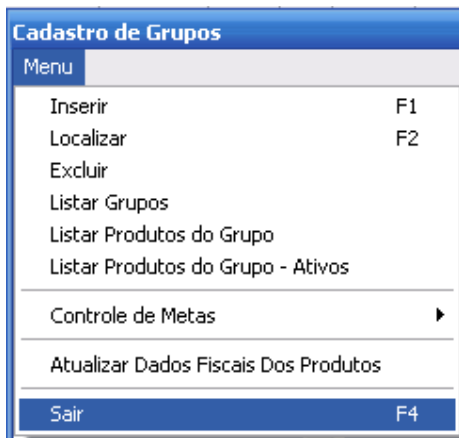 Cadastro de Grupos
Menu
Inserir F1
Localizar F2
Excluir
Listar Grupos
Listar Produtos do Grupo
Listar Produtos do Grupo - Ativos
Controle de Metas
Atualizar Dados Fiscais Dos Produtos
Sair F4